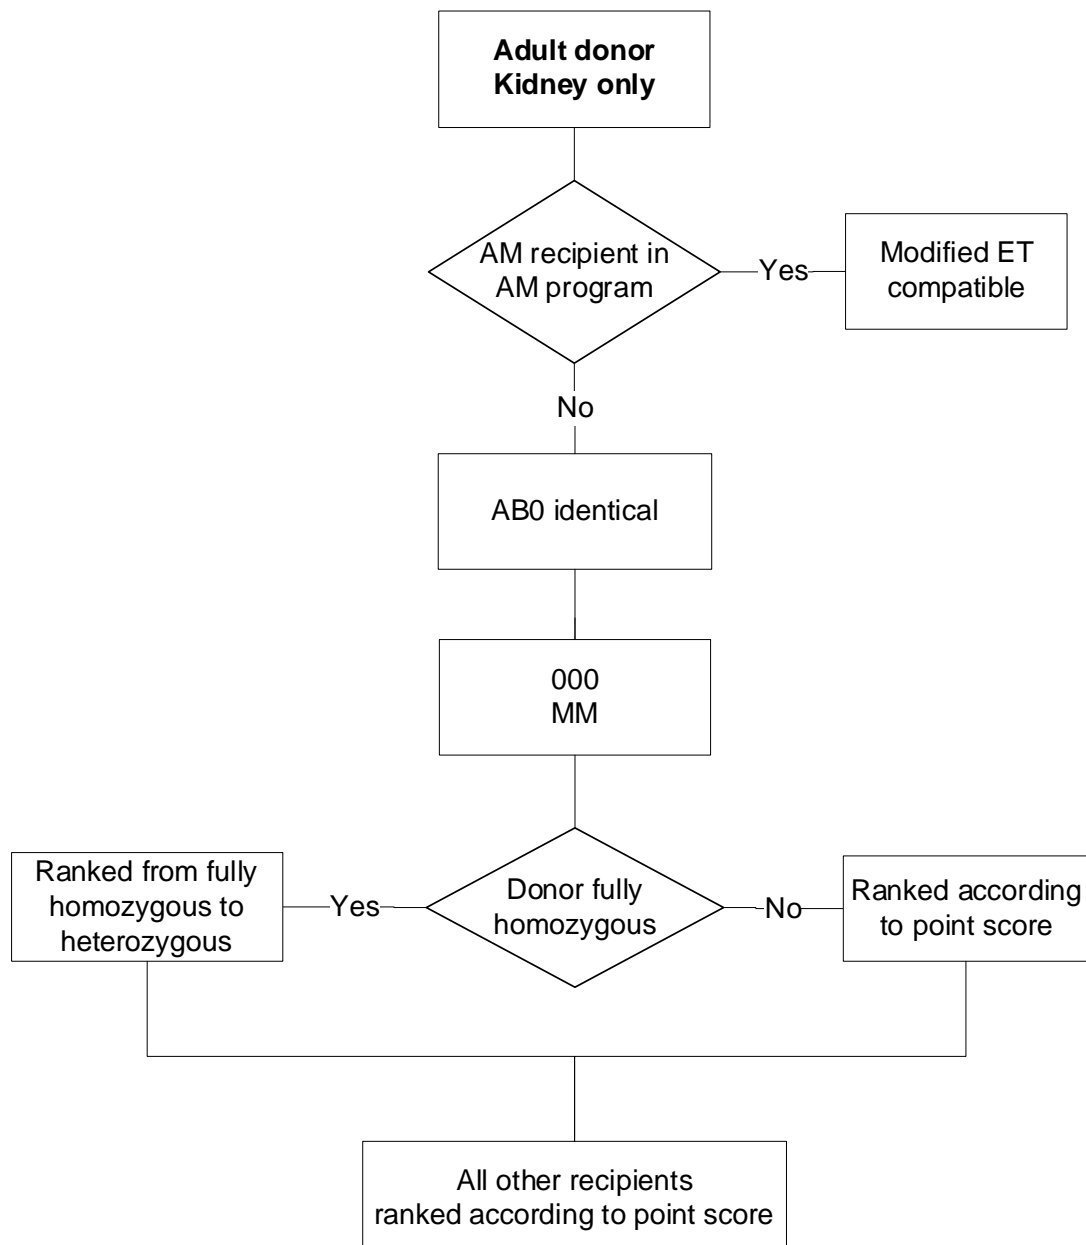 Adult donor
Kidney only
AM recipient in
AM program
Yes
Modified ET
compatible
No
AB0 identical
000
MM
Ranked from fully
homozygous to
heterozygous
Yes
Donor fully
homozygous
No
Ranked according
to point score
All other recipients
ranked according to point score